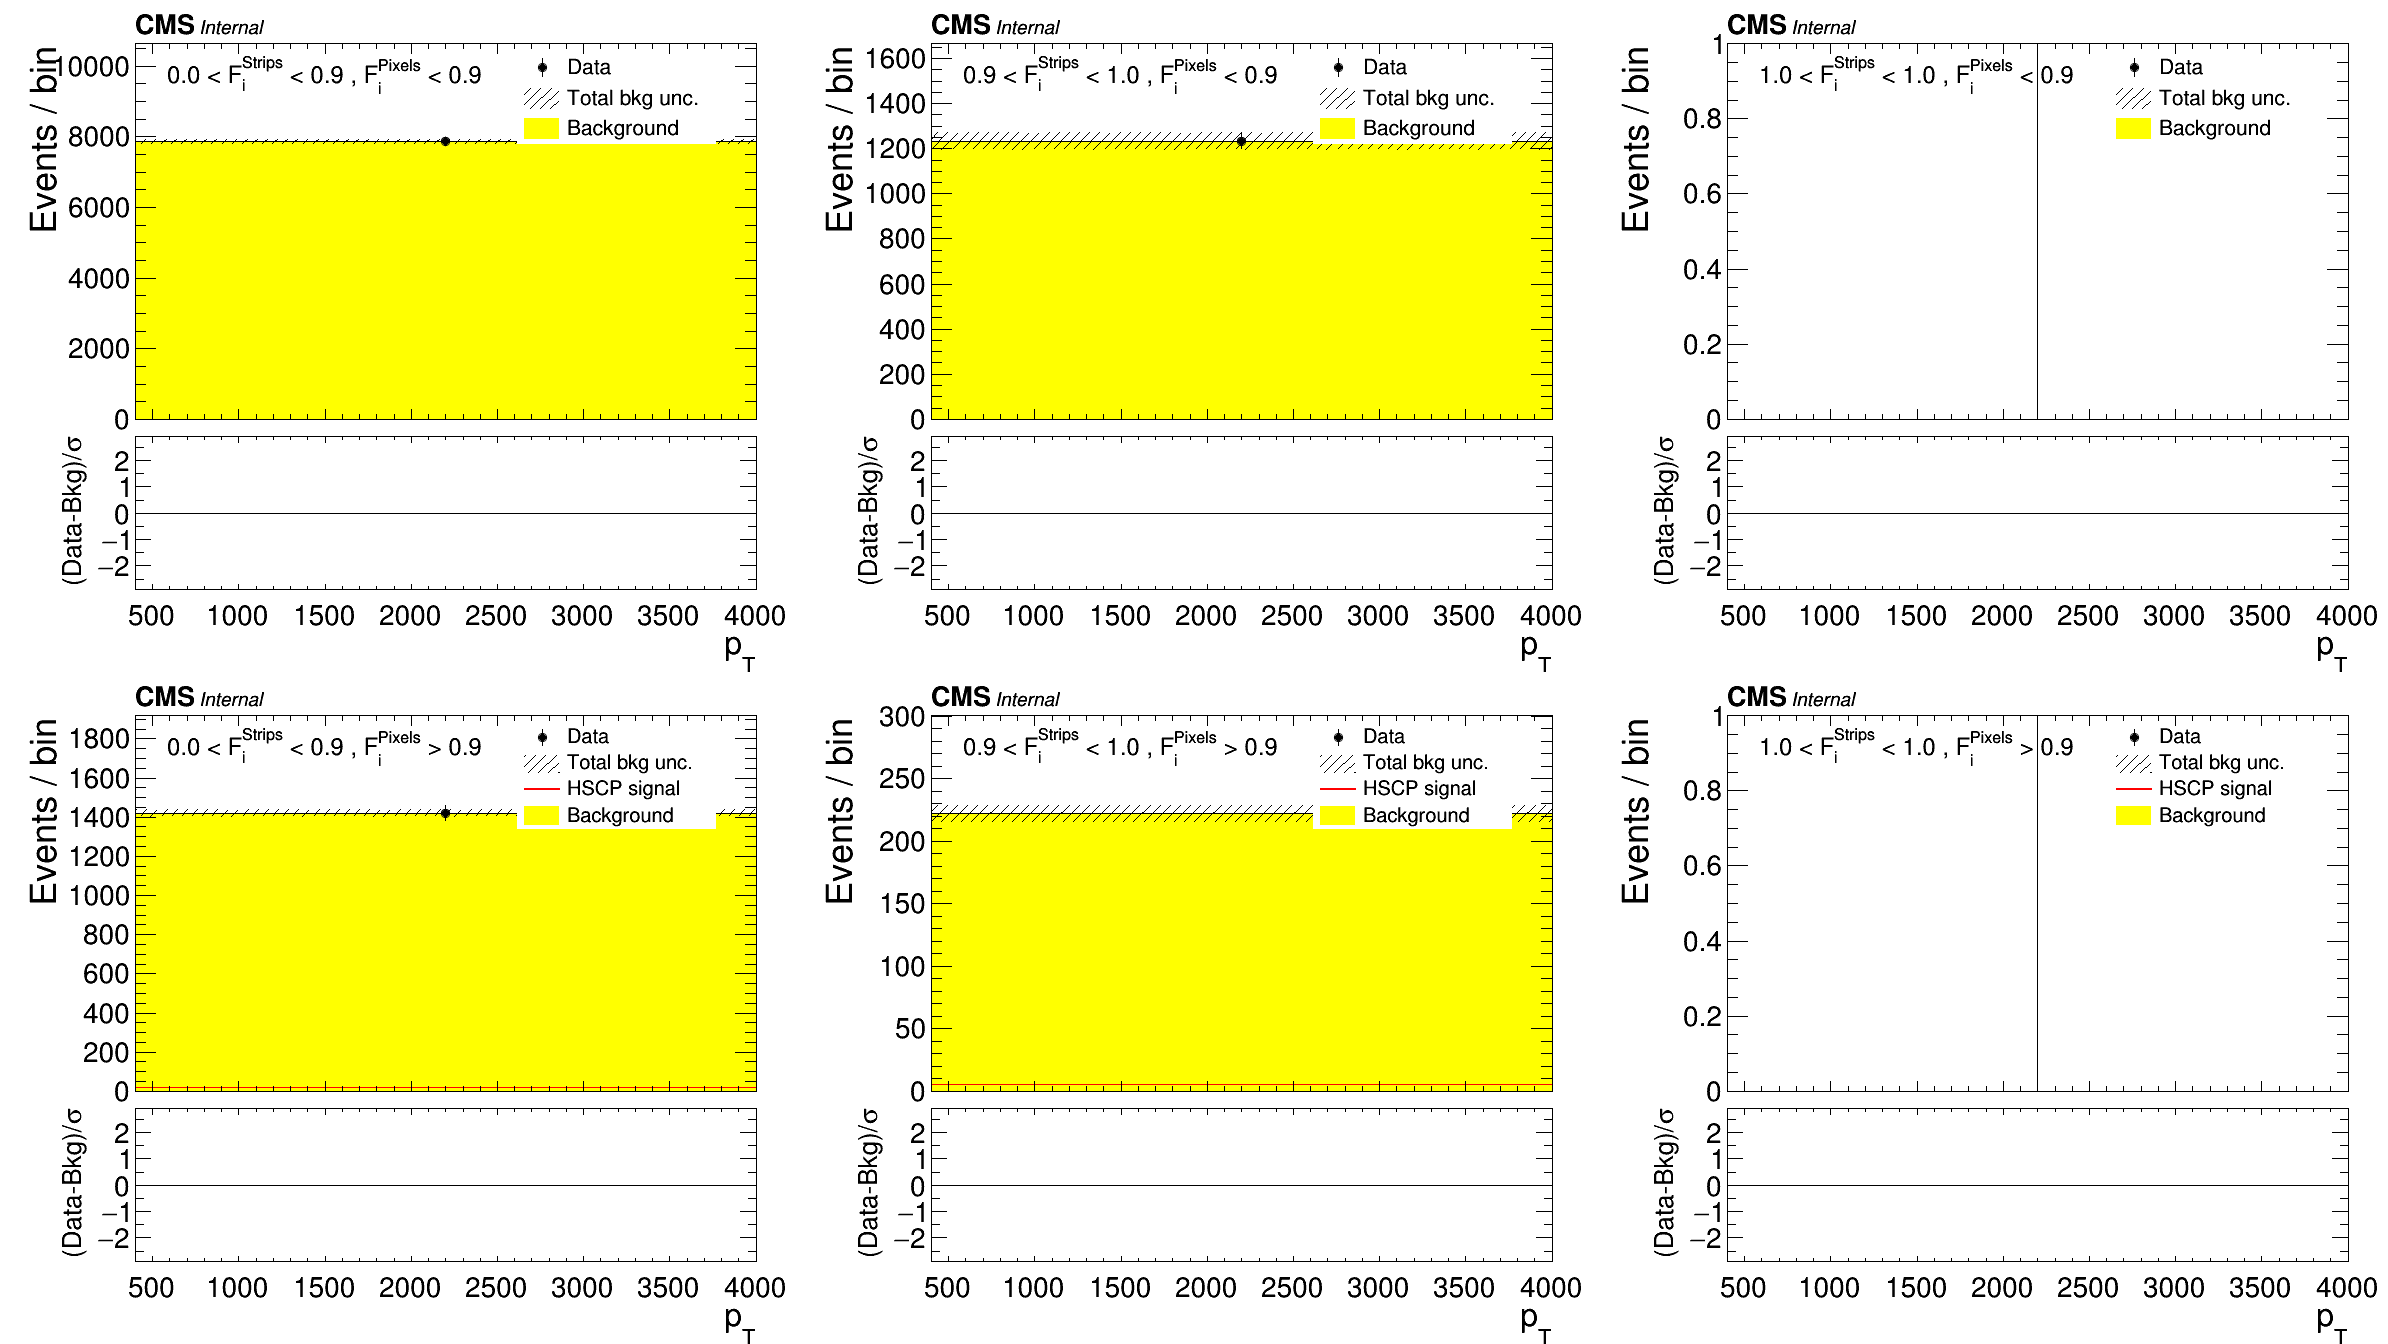 CMS Internal
Events / bin
0.0 < F_i^Strips < 0.9 , F_i^Pixels < 0.9
Data
Total bkg unc.
Background
10000
8000
6000
4000
2000
0
(Data-Bkg)/σ
2
1
0
−1
−2
500 1000 1500 2000 2500 3000 3500 4000
p_T
CMS Internal
Events / bin
0.9 < F_i^Strips < 1.0 , F_i^Pixels < 0.9
Data
Total bkg unc.
Background
1600
1400
1200
1000
800
600
400
200
0
(Data-Bkg)/σ
2
1
0
−1
−2
500 1000 1500 2000 2500 3000 3500 4000
p_T
CMS Internal
Events / bin
1.0 < F_i^Strips < 1.0 , F_i^Pixels < 0.9
Data
Total bkg unc.
Background
1
0.8
0.6
0.4
0.2
0
(Data-Bkg)/σ
2
1
0
−1
−2
500 1000 1500 2000 2500 3000 3500 4000
p_T
CMS Internal
Events / bin
0.0 < F_i^Strips < 0.9 , F_i^Pixels > 0.9
Data
Total bkg unc.
HSCP signal
Background
1800
1600
1400
1200
1000
800
600
400
200
0
(Data-Bkg)/σ
2
1
0
−1
−2
500 1000 1500 2000 2500 3000 3500 4000
p_T
CMS Internal
Events / bin
0.9 < F_i^Strips < 1.0 , F_i^Pixels > 0.9
Data
Total bkg unc.
HSCP signal
Background
300
250
200
150
100
50
0
(Data-Bkg)/σ
2
1
0
−1
−2
500 1000 1500 2000 2500 3000 3500 4000
p_T
CMS Internal
Events / bin
1.0 < F_i^Strips < 1.0 , F_i^Pixels > 0.9
Data
Total bkg unc.
HSCP signal
Background
1
0.8
0.6
0.4
0.2
0
(Data-Bkg)/σ
2
1
0
−1
−2
500 1000 1500 2000 2500 3000 3500 4000
p_T